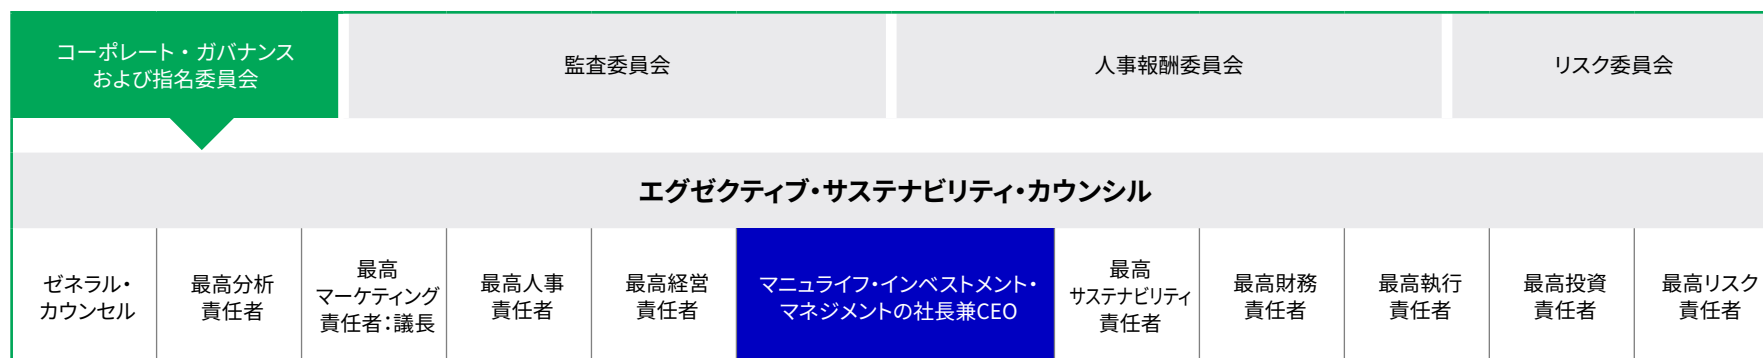 コーポレート・ガバナンス
および指名委員会
監査委員会
人事報酬委員会
リスク委員会
エグゼクティブ・サステナビリティ・カウンシル
ゼネラル・
カウンセル
最高分析
責任者
最高
マーケティング
責任者：議長
最高人事
責任者
最高経営
責任者
マニュライフ・インベストメント・
マネジメントの社長兼CEO
最高
サステナビリティ
責任者
最高財務
責任者
最高執行
責任者
最高投資
責任者
最高リスク
責任者